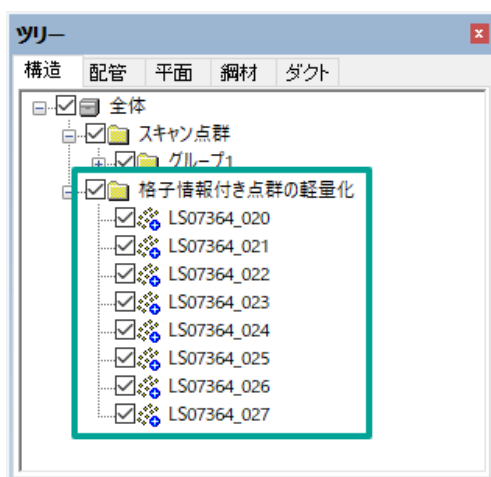 ツリー
構造 配管 平面 鋼材 ダクト
全体
スキャン点群
グループ1
格子情報付き点群の軽量化
LS07364_020
LS07364_021
LS07364_022
LS07364_023
LS07364_024
LS07364_025
LS07364_026
LS07364_027